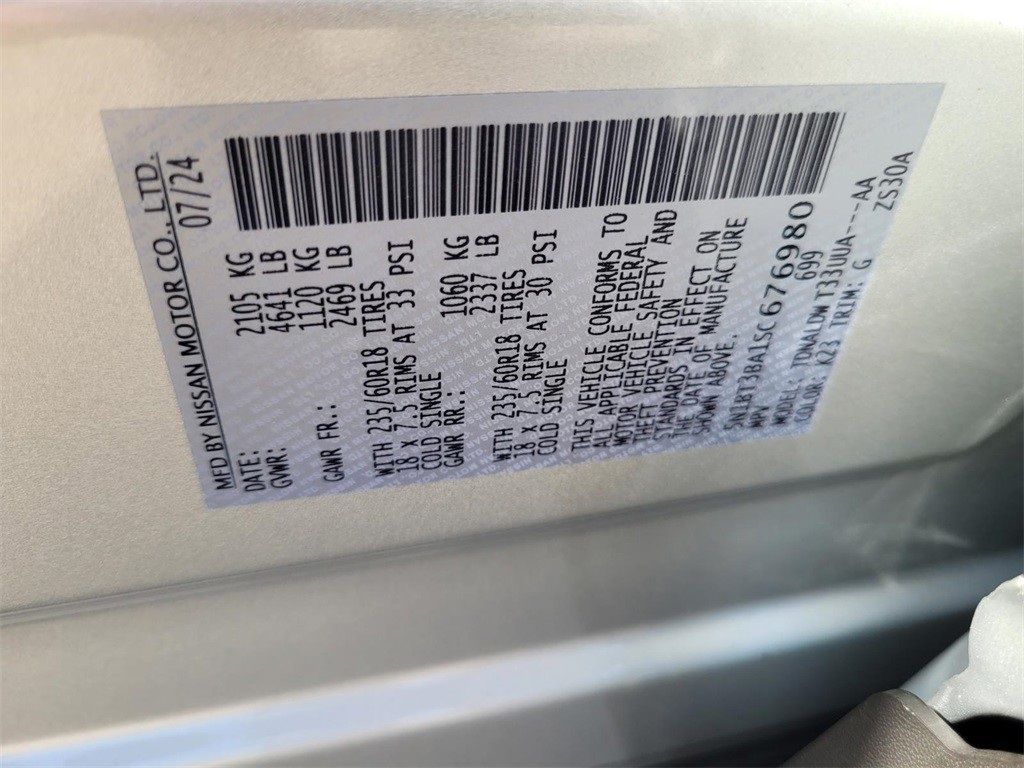 MFD BY NISSAN MOTOR CO., LTD.
DATE: 07/24
GVWR: 2105 KG
4641 LB
GAWR FR.: 1120 KG
2469 LB
WITH 235/60R18 TIRES
18 X 7.5 RIMS AT 33 PSI
COLD SINGLE
GAWR RR.: 1060 KG
2337 LB
WITH 235/60R18 TIRES
18 X 7.5 RIMS AT 30 PSI
COLD SINGLE
THIS VEHICLE CONFORMS TO
ALL APPLICABLE FEDERAL
MOTOR VEHICLE SAFETY AND
THEFT PREVENTION
STANDARDS IN EFFECT ON
THE DATE OF MANUFACTURE
SHOWN ABOVE.
5N1BT3BA1SC676980
MPV 699
MODEL: TDNALDW T33UUA---AA
COLOR: K23 TRIM: G ZS30A